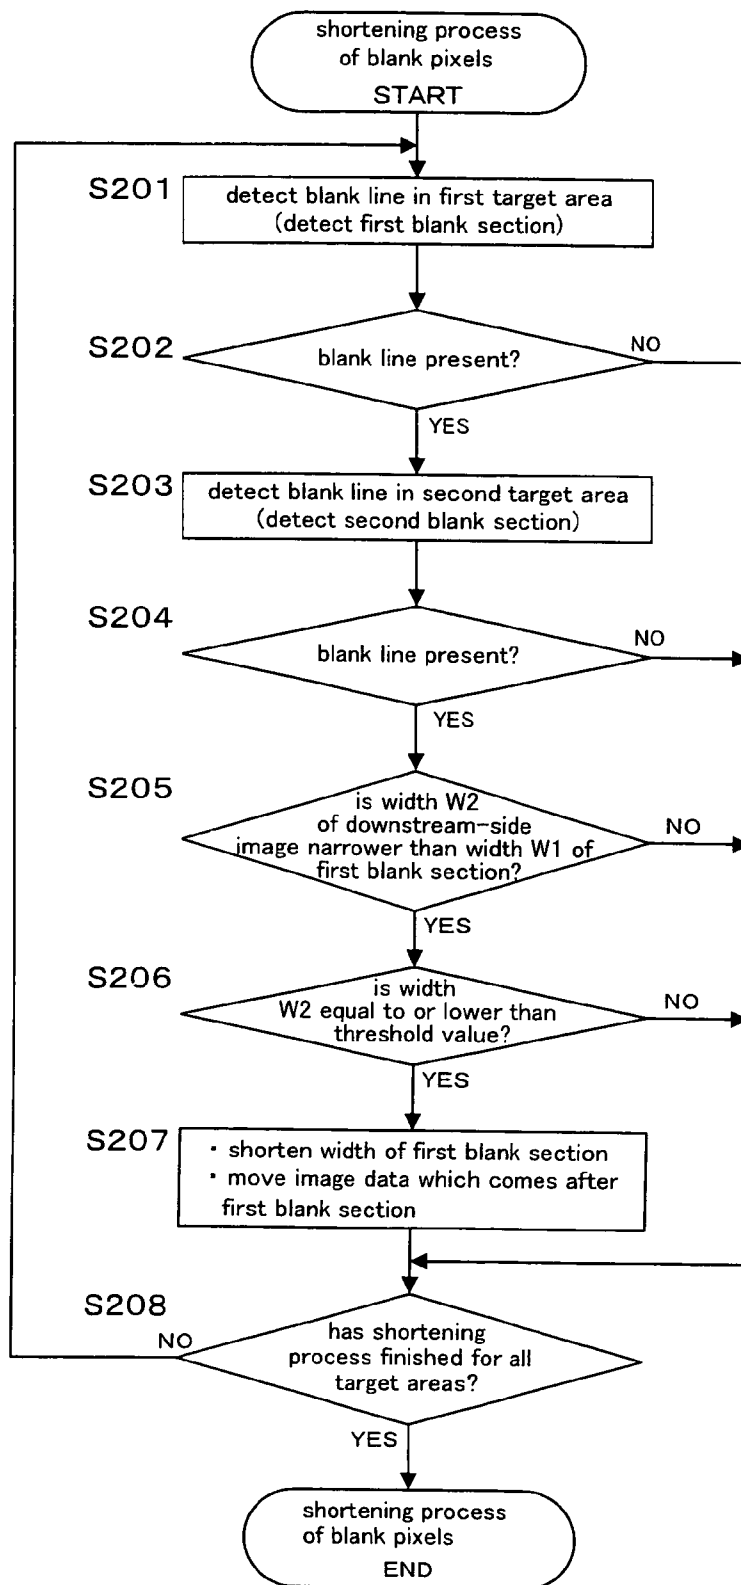 shortening process
of blank pixels
START
S201
detect blank line in first target area
(detect first blank section)
S202
blank line present?
NO
YES
S203
detect blank line in second target area
(detect second blank section)
S204
blank line present?
NO
YES
S205
is width W2
of downstream-side
image narrower than width W1 of
first blank section?
NO
YES
S206
is width
W2 equal to or lower than
threshold value?
NO
YES
S207
・shorten width of first blank section
・move image data which comes after
first blank section
S208
NO
has shortening
process finished for all
target areas?
YES
shortening process
of blank pixels
END